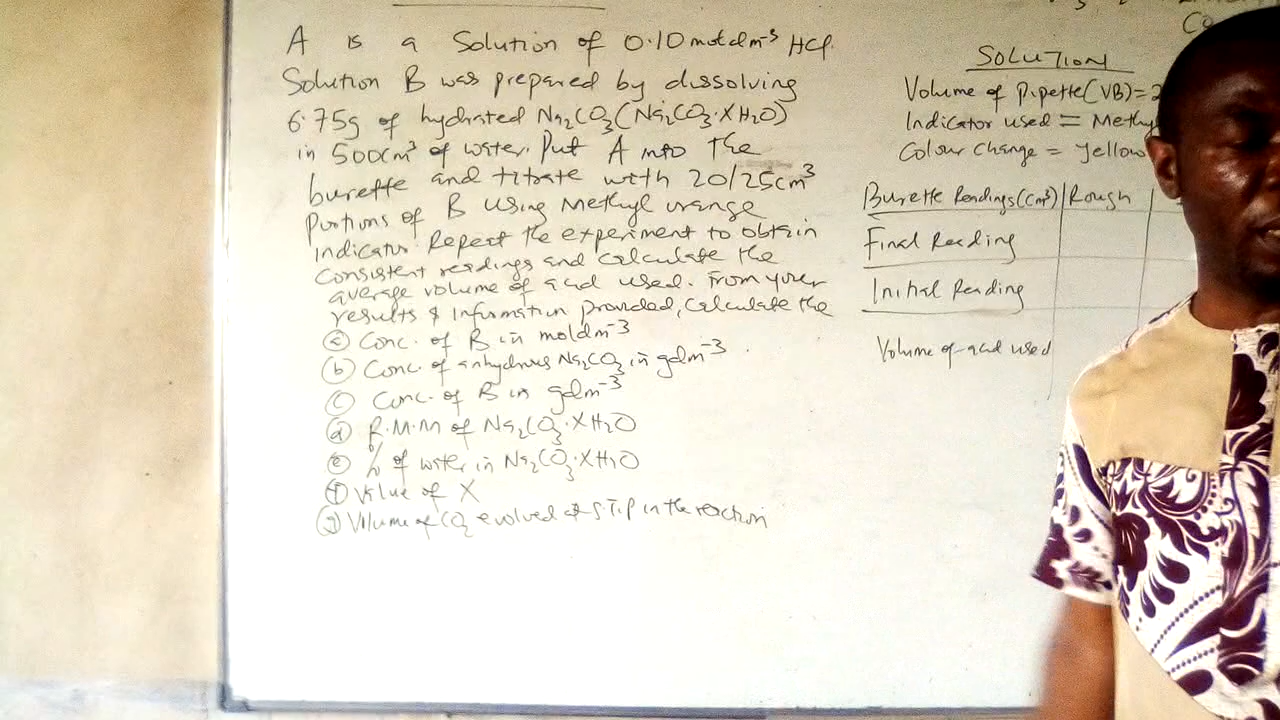 A is a Solution of 0.10 moldm⁻³ HCl.
Solution B was prepared by dissolving
6.75g of hydrated Na₂CO₃ (Na₂CO₃.XH₂O)
in 500cm³ of water. Put A into the
burette and titrate with 20/25cm³
Portions of B using Methyl orange
Indicator. Repeat the experiment to obtain
Consistent readings and calculate the
average volume of acid used. From your
results & Information provided, Calculate the
(a) Conc. of B in moldm⁻³
(b) Conc. of anhydrous Na₂CO₃ in gdm⁻³.
(c) Conc. of B in gdm⁻³
(d) R.M.M of Na₂CO₃.XH₂O
(e) % of water in Na₂CO₃.XH₂O
(f) Value of X
(g) Volume of CO₂ evolved at S.T.P in the reaction
SOLUTION
Volume of pipette (VB) = 2
Indicator used = Methy
Colour Change = Yellow
Burette Readings (Cm³) Rough
Final Reading
Initial Reading
Volume of acid used